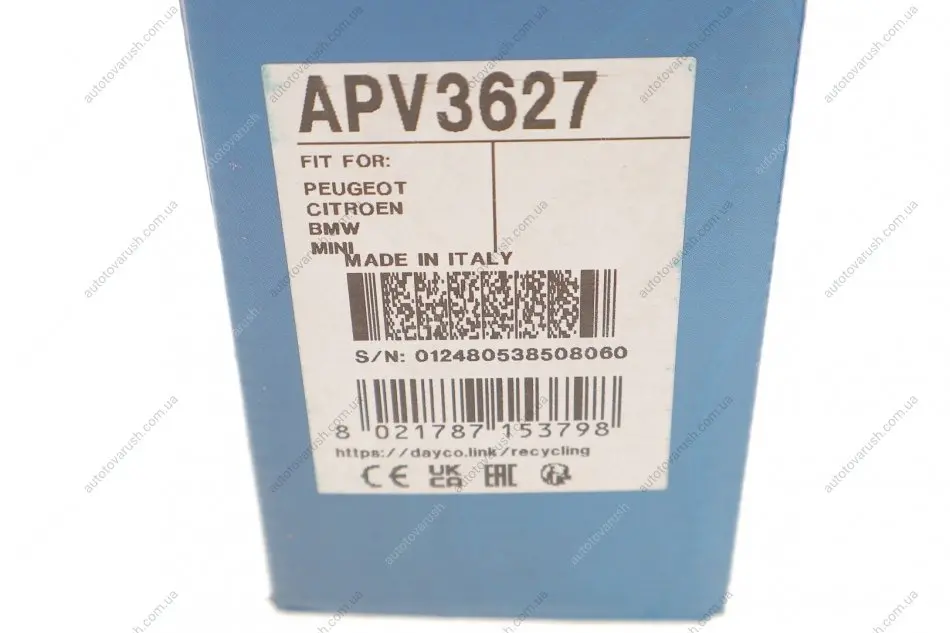 APV3627
FIT FOR:
PEUGEOT
CITROEN
BMW
MINI
MADE IN ITALY
S/N: 012480538508060
8 021787 153798
https://dayco.link/recycling
CE UK CA EAC
autotovarush.com.ua